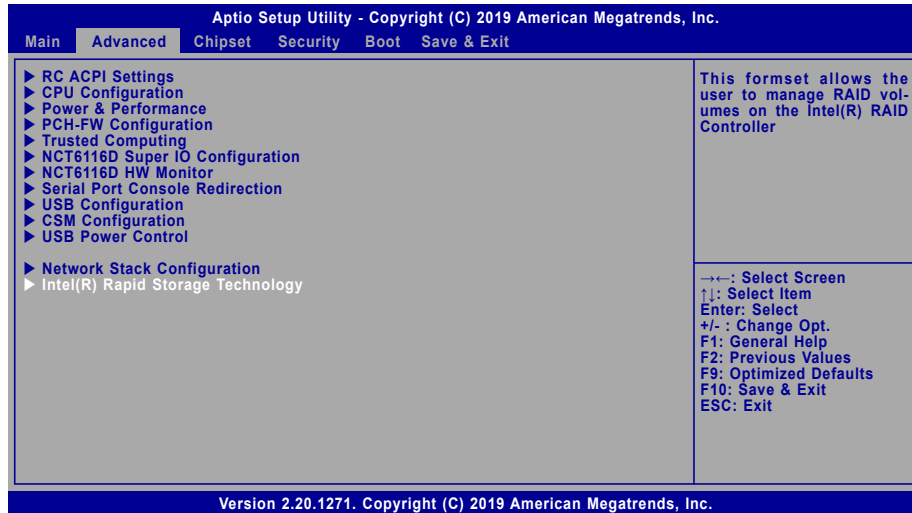 Aptio Setup Utility - Copyright (C) 2019 American Megatrends, Inc.
Main Advanced Chipset Security Boot Save & Exit
▶ RC ACPI Settings
▶ CPU Configuration
▶ Power & Performance
▶ PCH-FW Configuration
▶ Trusted Computing
▶ NCT6116D Super IO Configuration
▶ NCT6116D HW Monitor
▶ Serial Port Console Redirection
▶ USB Configuration
▶ CSM Configuration
▶ USB Power Control
▶ Network Stack Configuration
▶ Intel(R) Rapid Storage Technology
This formset allows the
user to manage RAID vol-
umes on the Intel(R) RAID
Controller
→←: Select Screen
↑↓: Select Item
Enter: Select
+/- : Change Opt.
F1: General Help
F2: Previous Values
F9: Optimized Defaults
F10: Save & Exit
ESC: Exit
Version 2.20.1271. Copyright (C) 2019 American Megatrends, Inc.